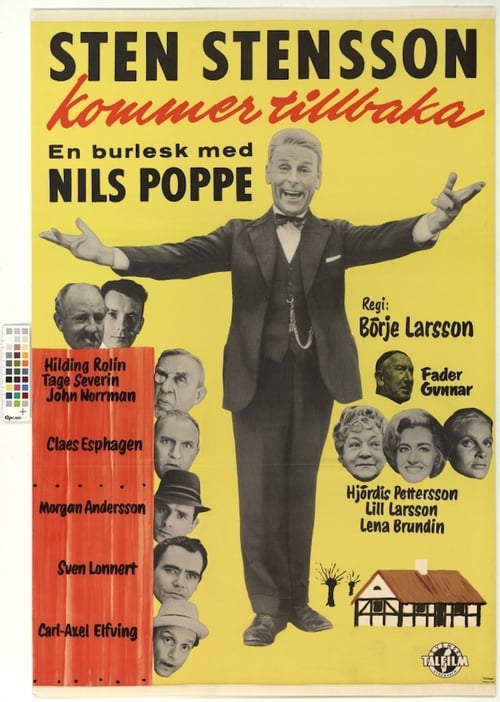 STEN STENSSON
kommer tillbaka
En burlesk med
NILS POPPE
Regi:
Börje Larsson
Hilding Rolin
Tage Severin
John Norrman
Fader
Gunnar
Claes Esphagen
Morgan Andersson
Hjördis Pettersson
Lill Larsson
Lena Brundin
Sven Lonnert
Carl-Axel Elfving
TALFILM